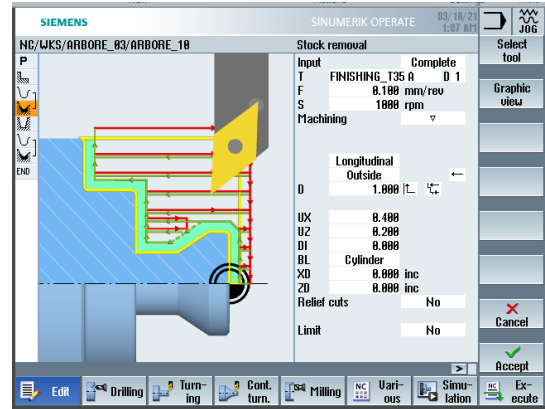 SIEMENS
SINUMERIK OPERATE
03/18/21
1:07 AM
JOG
NC/WKS/ARBORE_03/ARBORE_10
Stock removal
Select
tool
P
Input Complete
T FINISHING_T35 A D 1
F 0.100 mm/rev
S 1000 rpm
Machining ▽
Graphic
view
END
Longitudinal
Outside ←
D 1.000
UX 0.400
UZ 0.200
DI 0.000
BL Cylinder
XD 0.000 inc
ZD 0.000 inc
Relief cuts No
Limit No
Cancel
Accept
>
Edit
Drilling
Turn-
ing
Cont.
turn.
Milling
NC
Vari-
ous
Simu-
lation
NC
Ex-
ecute